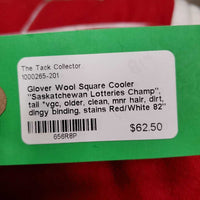 The Tack Collector
1000265-201
Glover Wool Square Cooler
"Saskatchewan Lotteries Champ",
tail *vgc, older, clean, mnr hair, dirt,
dingy binding, stains Red/White 82"
$62.50
656R8P